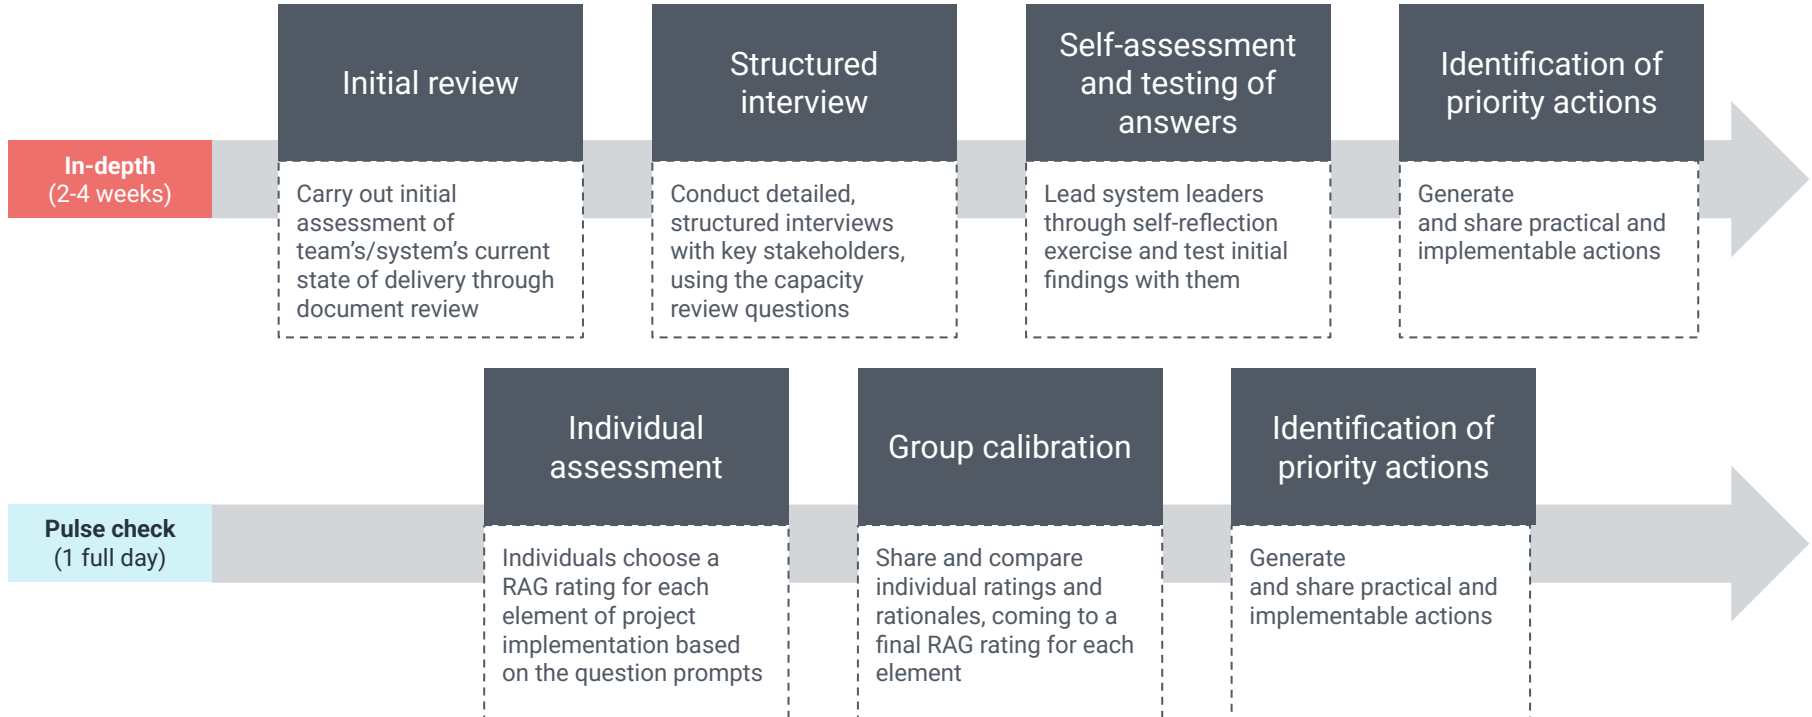 In-depth
(2-4 weeks)
Initial review
Carry out initial
assessment of
team’s/system’s current
state of delivery through
document review
Structured
interview
Conduct detailed,
structured interviews
with key stakeholders,
using the capacity
review questions
Self-assessment
and testing of
answers
Lead system leaders
through self-reflection
exercise and test initial
findings with them
Identification of
priority actions
Generate
and share practical and
implementable actions
Pulse check
(1 full day)
Individual
assessment
Individuals choose a
RAG rating for each
element of project
implementation based
on the question prompts
Group calibration
Share and compare
individual ratings and
rationales, coming to a
final RAG rating for each
element
Identification of
priority actions
Generate
and share practical and
implementable actions